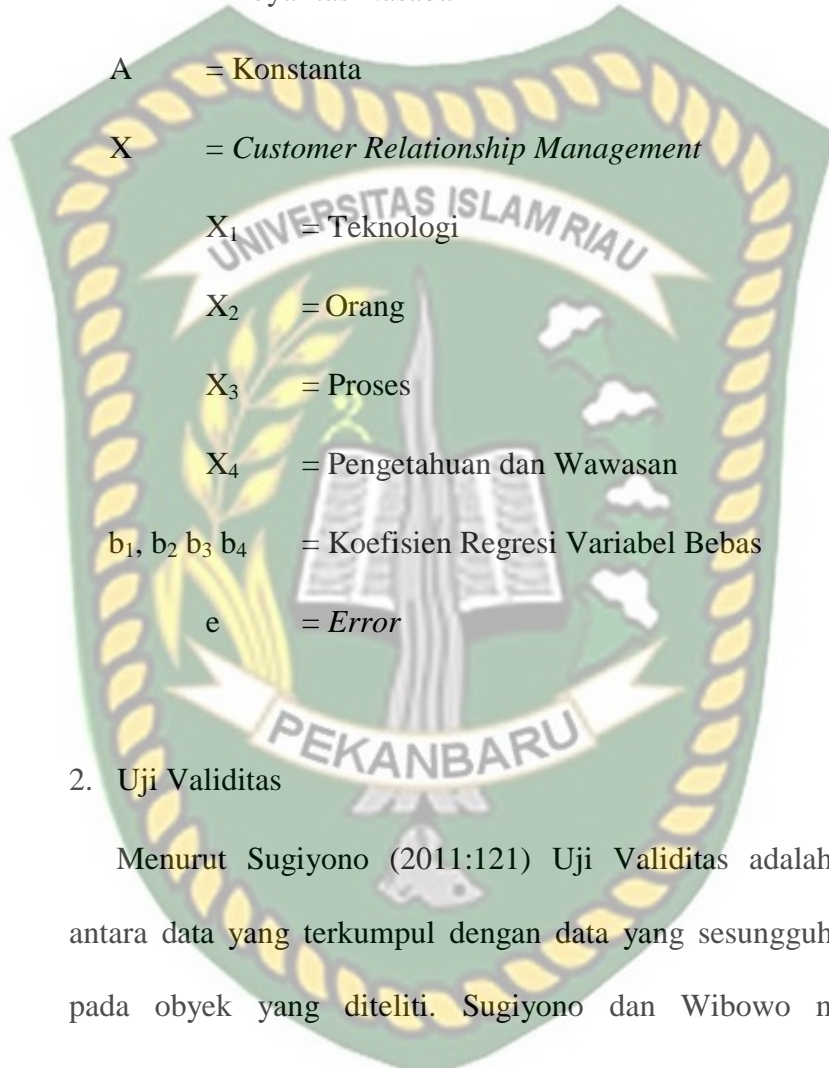 A = Konstanta
X = Customer Relationship Management
UNIVERSITAS ISLAM RIAU
X₁ = Teknologi
X₂ = Orang
X₃ = Proses
X₄ = Pengetahuan dan Wawasan
b₁, b₂ b₃ b₄ = Koefisien Regresi Variabel Bebas
e = Error
PEKANBARU
2. Uji Validitas
Menurut Sugiyono (2011:121) Uji Validitas adalah
antara data yang terkumpul dengan data yang sesungguh
pada obyek yang diteliti. Sugiyono dan Wibowo